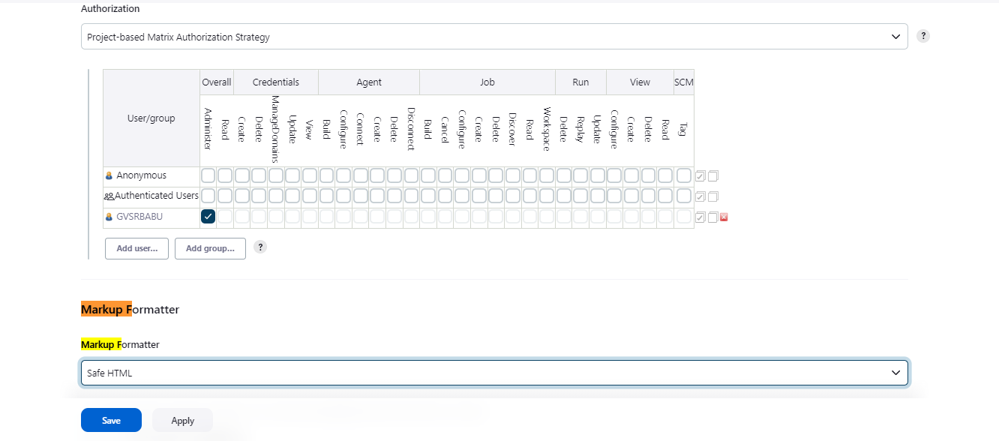 Authorization
Project-based Matrix Authorization Strategy
?
User/group
Overall Credentials Agent Job Run View SCM
Administer Read Create Delete ManageDomains Update View Build Configure Connect Create Delete Disconnect Build Cancel Configure Create Delete Discover Read Workspace Delete Replay Update Configure Create Delete Read Tag
Anonymous
Authenticated Users
GVSRBABU
Add user... Add group... ?
Markup Formatter
Markup Formatter
Safe HTML
Save Apply